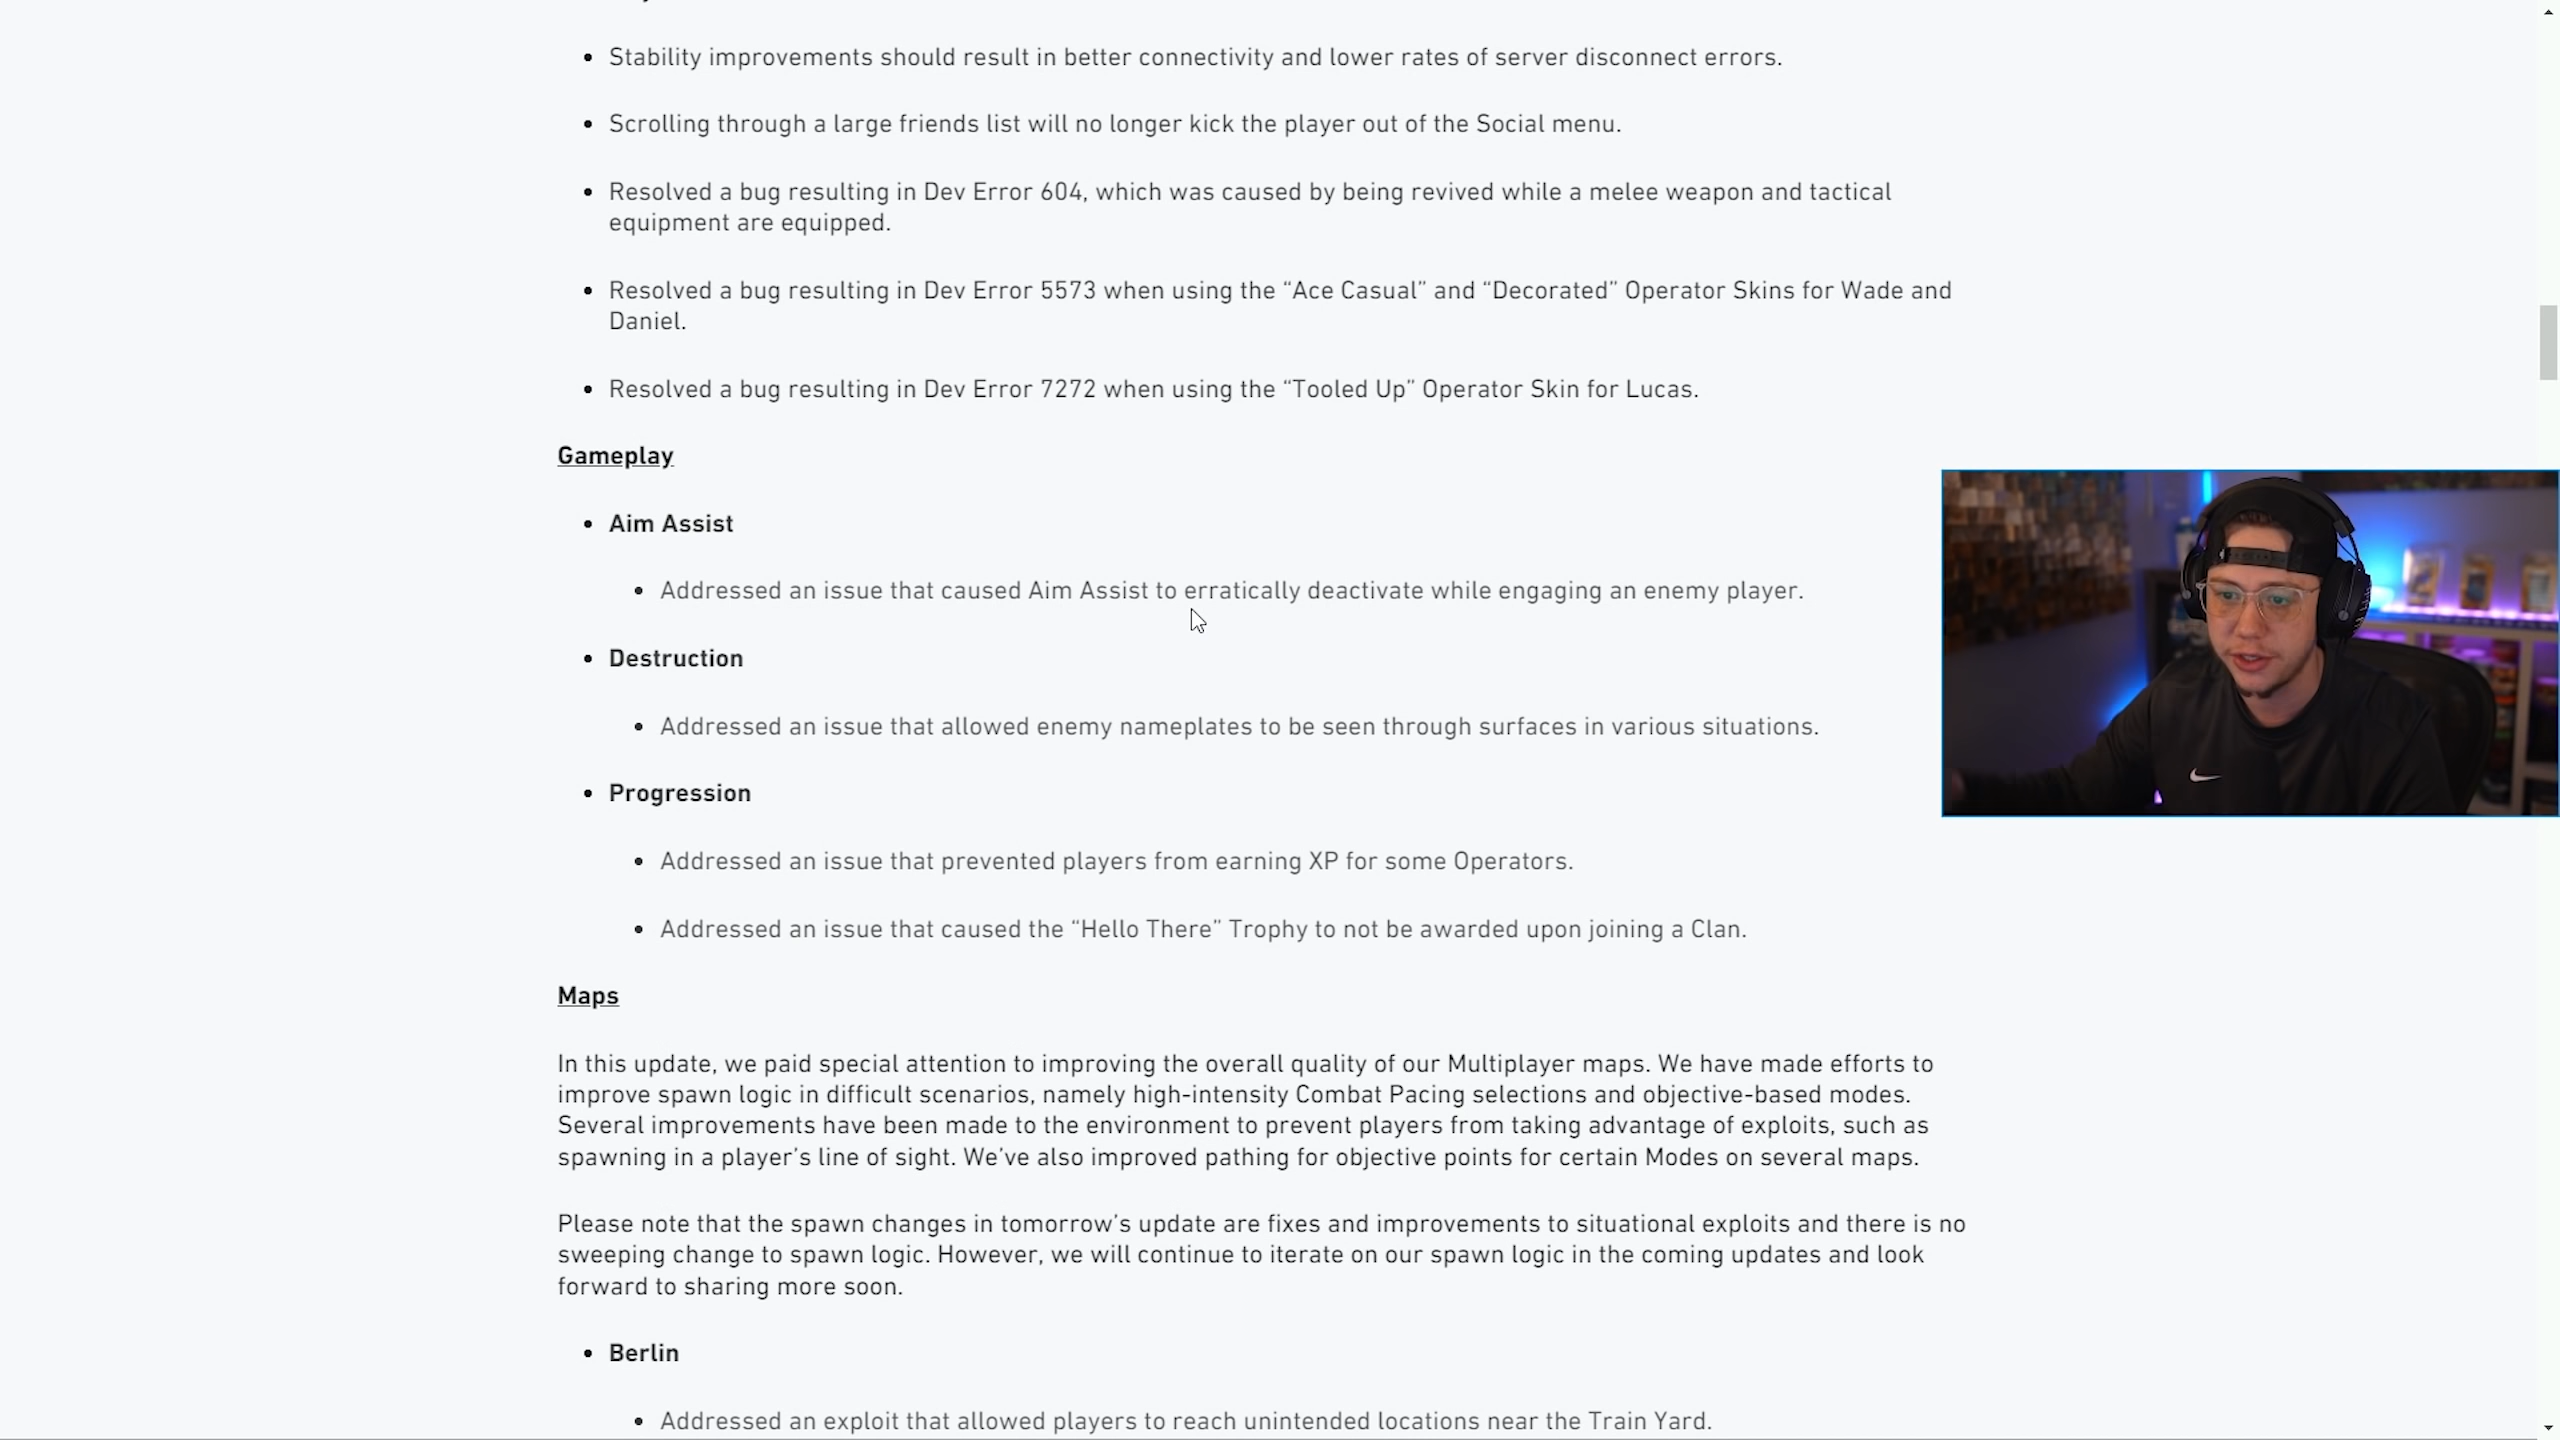 Stability improvements should result in better connectivity and lower rates of server disconnect errors.
Scrolling through a large friends list will no longer kick the player out of the Social menu.
Resolved a bug resulting in Dev Error 604, which was caused by being revived while a melee weapon and tactical
equipment are equipped.
Resolved a bug resulting in Dev Error 5573 when using the “Ace Casual” and “Decorated” Operator Skins for Wade and
Daniel.
Resolved a bug resulting in Dev Error 7272 when using the “Tooled Up” Operator Skin for Lucas.
Gameplay
Aim Assist
Addressed an issue that caused Aim Assist to erratically deactivate while engaging an enemy player.
Destruction
Addressed an issue that allowed enemy nameplates to be seen through surfaces in various situations.
Progression
Addressed an issue that prevented players from earning XP for some Operators.
Addressed an issue that caused the “Hello There” Trophy to not be awarded upon joining a Clan.
Maps
In this update, we paid special attention to improving the overall quality of our Multiplayer maps. We have made efforts to
improve spawn logic in difficult scenarios, namely high-intensity Combat Pacing selections and objective-based modes.
Several improvements have been made to the environment to prevent players from taking advantage of exploits, such as
spawning in a player’s line of sight. We’ve also improved pathing for objective points for certain Modes on several maps.
Please note that the spawn changes in tomorrow’s update are fixes and improvements to situational exploits and there is no
sweeping change to spawn logic. However, we will continue to iterate on our spawn logic in the coming updates and look
forward to sharing more soon.
Berlin
Addressed an exploit that allowed players to reach unintended locations near the Train Yard.